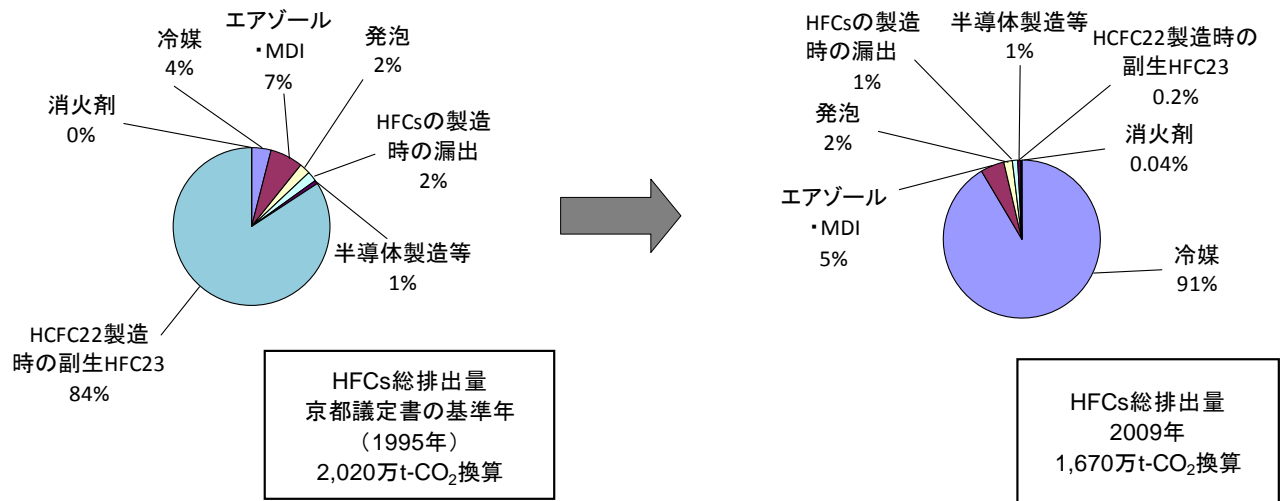 冷媒
4%
エアゾール
・MDI
7%
発泡
2%
消火剤
0%
HFCsの製造
時の漏出
2%
半導体製造等
1%
HCFC22製造
時の副生HFC23
84%
HFCs総排出量
京都議定書の基準年
（1995年）
2,020万t-CO₂換算
HFCsの製造
時の漏出
1%
半導体製造等
1%
HCFC22製造時の
副生HFC23
0.2%
発泡
2%
消火剤
0.04%
エアゾール
・MDI
5%
冷媒
91%
HFCs総排出量
2009年
1,670万t-CO₂換算